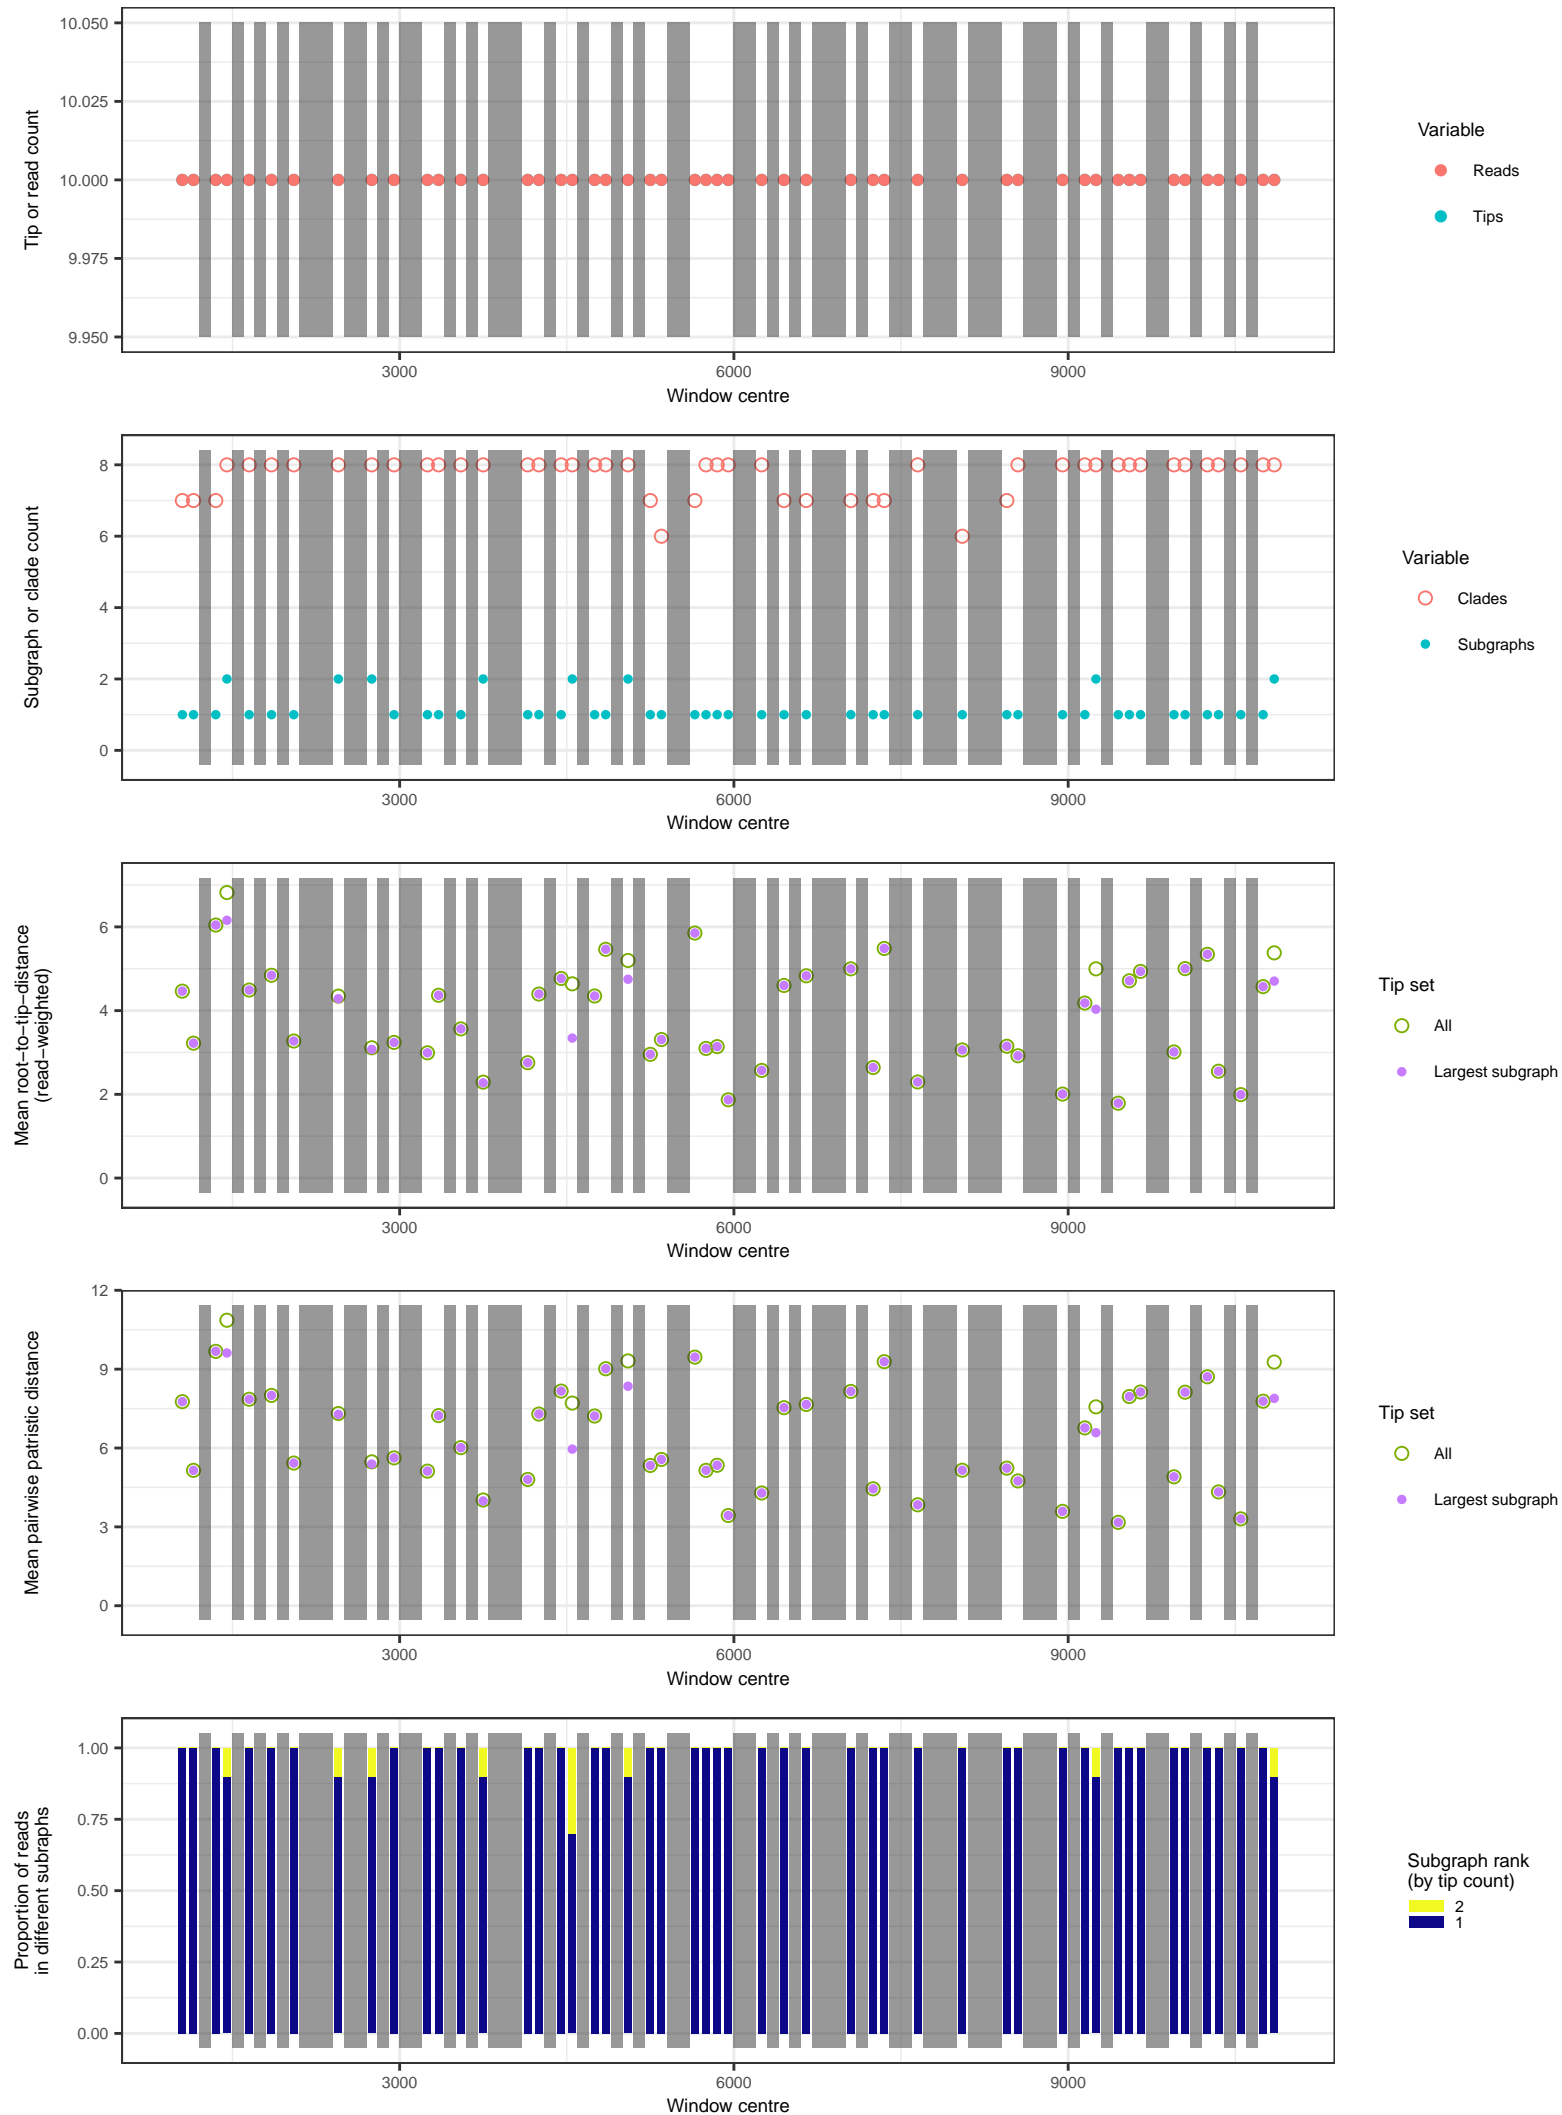 10.050
10.025
10.000
9.975
9.950
Tip or read count
3000
6000
9000
Window centre
Variable
Reads
Tips
8
6
4
2
0
Subgraph or clade count
3000
6000
9000
Window centre
Variable
Clades
Subgraphs
6
4
2
0
Mean root−to−tip−distance
(read−weighted)
3000
6000
9000
Window centre
Tip set
All
Largest subgraph
12
9
6
3
0
Mean pairwise patristic distance
3000
6000
9000
Window centre
Tip set
All
Largest subgraph
1.00
0.75
0.50
0.25
0.00
Proportion of reads
in different subraphs
3000
6000
9000
Window centre
Subgraph rank
(by tip count)
2
1